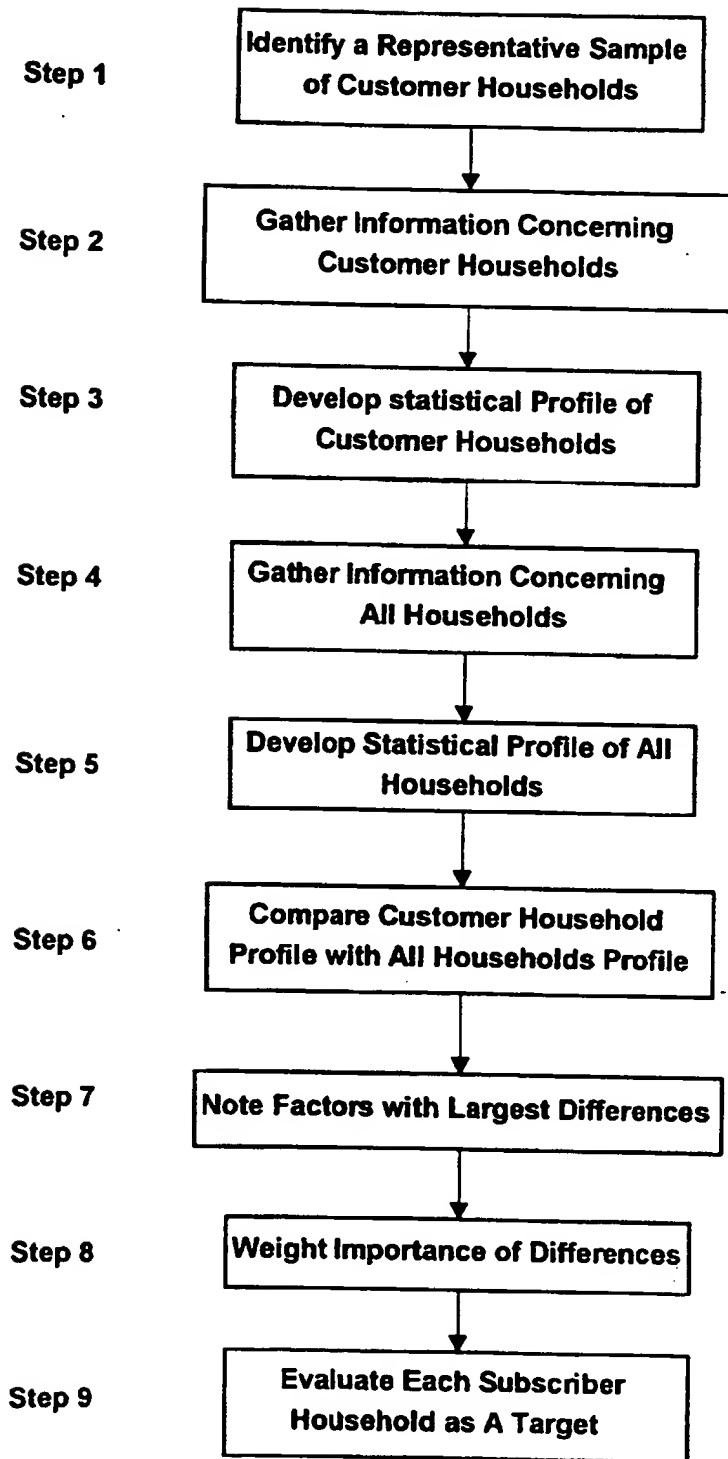 Step 1
Identify a Representative Sample
of Customer Households
Step 2
Gather Information Concerning
Customer Households
Step 3
Develop statistical Profile of
Customer Households
Step 4
Gather Information Concerning
All Households
Step 5
Develop Statistical Profile of All
Households
Step 6
Compare Customer Household
Profile with All Households Profile
Step 7
Note Factors with Largest Differences
Step 8
Weight Importance of Differences
Step 9
Evaluate Each Subscriber
Household as A Target